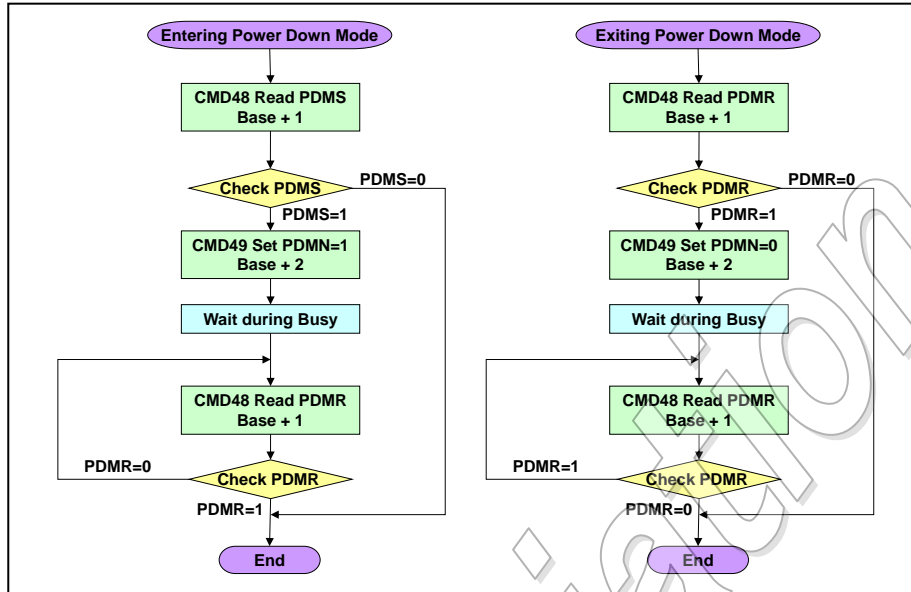 Entering Power Down Mode
CMD48 Read PDMS
Base + 1
Check PDMS
PDMS=0
PDMS=1
CMD49 Set PDMN=1
Base + 2
Wait during Busy
CMD48 Read PDMR
Base + 1
PDMR=0
Check PDMR
PDMR=1
End
Exiting Power Down Mode
CMD48 Read PDMR
Base + 1
Check PDMR
PDMR=0
PDMR=1
CMD49 Set PDMN=0
Base + 2
Wait during Busy
CMD48 Read PDMR
Base + 1
PDMR=1
Check PDMR
PDMR=0
End